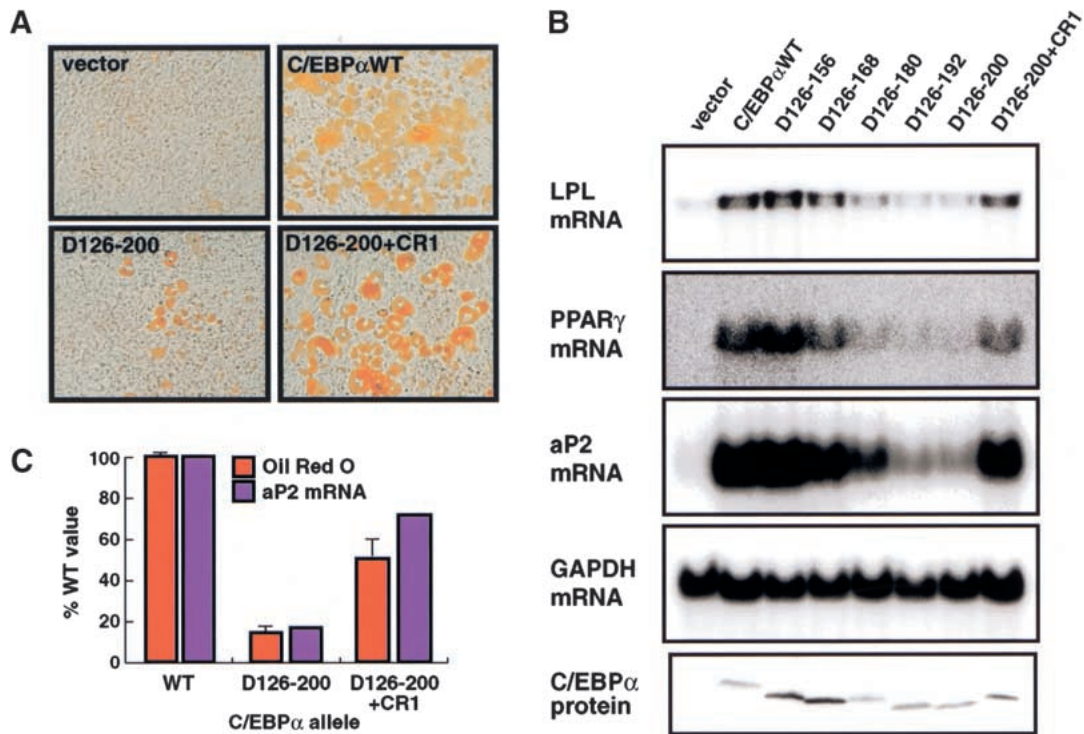 A
vector
C/EBPαWT
D126-200
D126-200+CR1
B
vector
C/EBPαWT
D126-156
D126-168
D126-180
D126-192
D126-200
D126-200+CR1
LPL
mRNA
PPARγ
mRNA
aP2
mRNA
GAPDH
mRNA
C/EBPα
protein
C
Oil Red O
aP2 mRNA
% WT value
100
80
60
40
20
0
WT
D126-200
D126-200
+CR1
C/EBPα allele